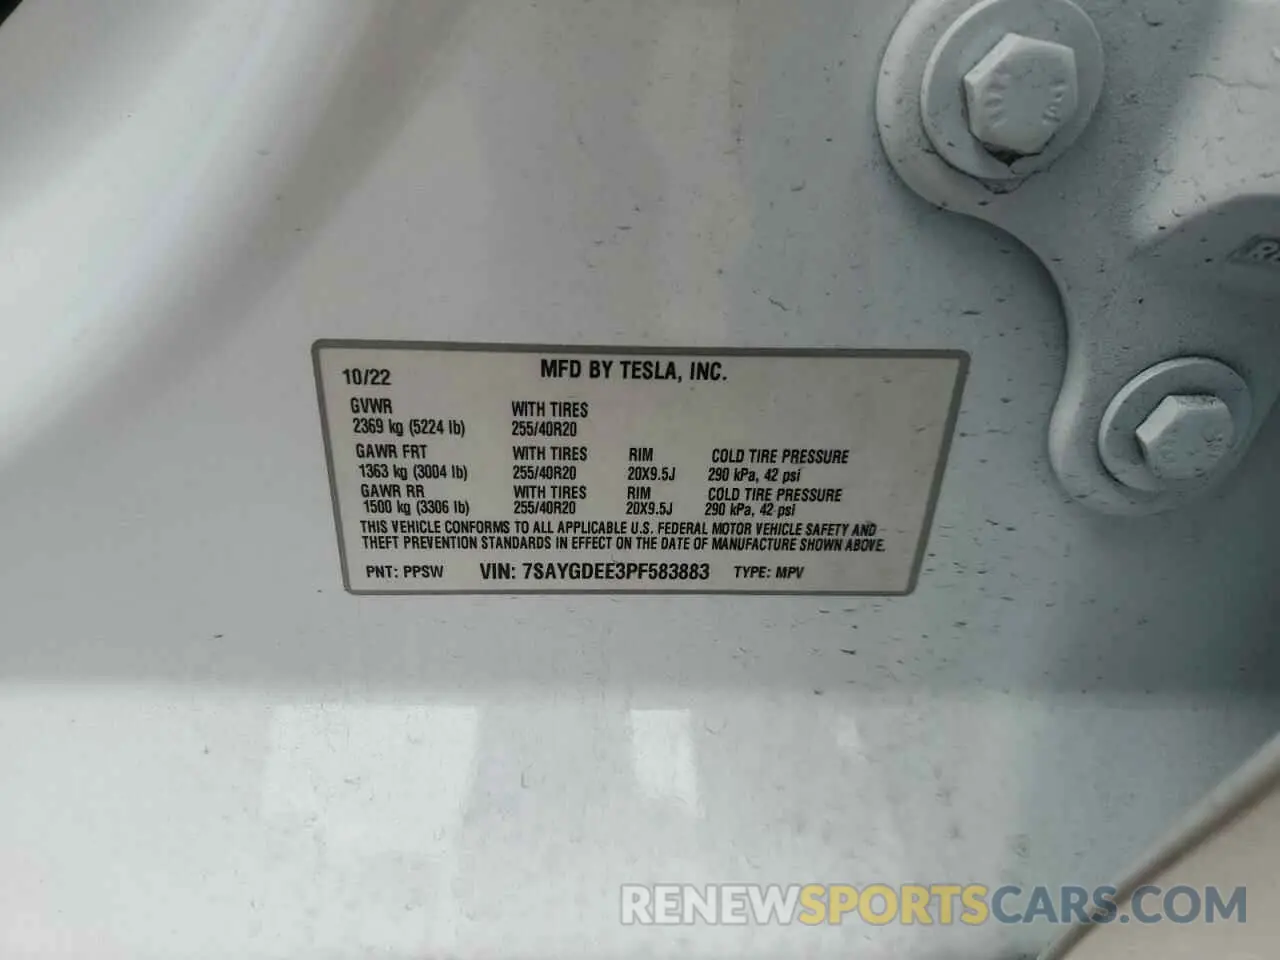 10/22 MFD BY TESLA, INC.
GVWR WITH TIRES
2369 kg (5224 lb) 255/40R20
GAWR FRT WITH TIRES RIM COLD TIRE PRESSURE
1363 kg (3004 lb) 255/40R20 20X9.5J 290 kPa, 42 psi
GAWR RR WITH TIRES RIM COLD TIRE PRESSURE
1500 kg (3306 lb) 255/40R20 20X9.5J 290 kPa, 42 psi
THIS VEHICLE CONFORMS TO ALL APPLICABLE U.S. FEDERAL MOTOR VEHICLE SAFETY AND
THEFT PREVENTION STANDARDS IN EFFECT ON THE DATE OF MANUFACTURE SHOWN ABOVE.
PNT: PPSW VIN: 7SAYGDEE3PF583883 TYPE: MPV
RENEWSPORTSCARS.COM